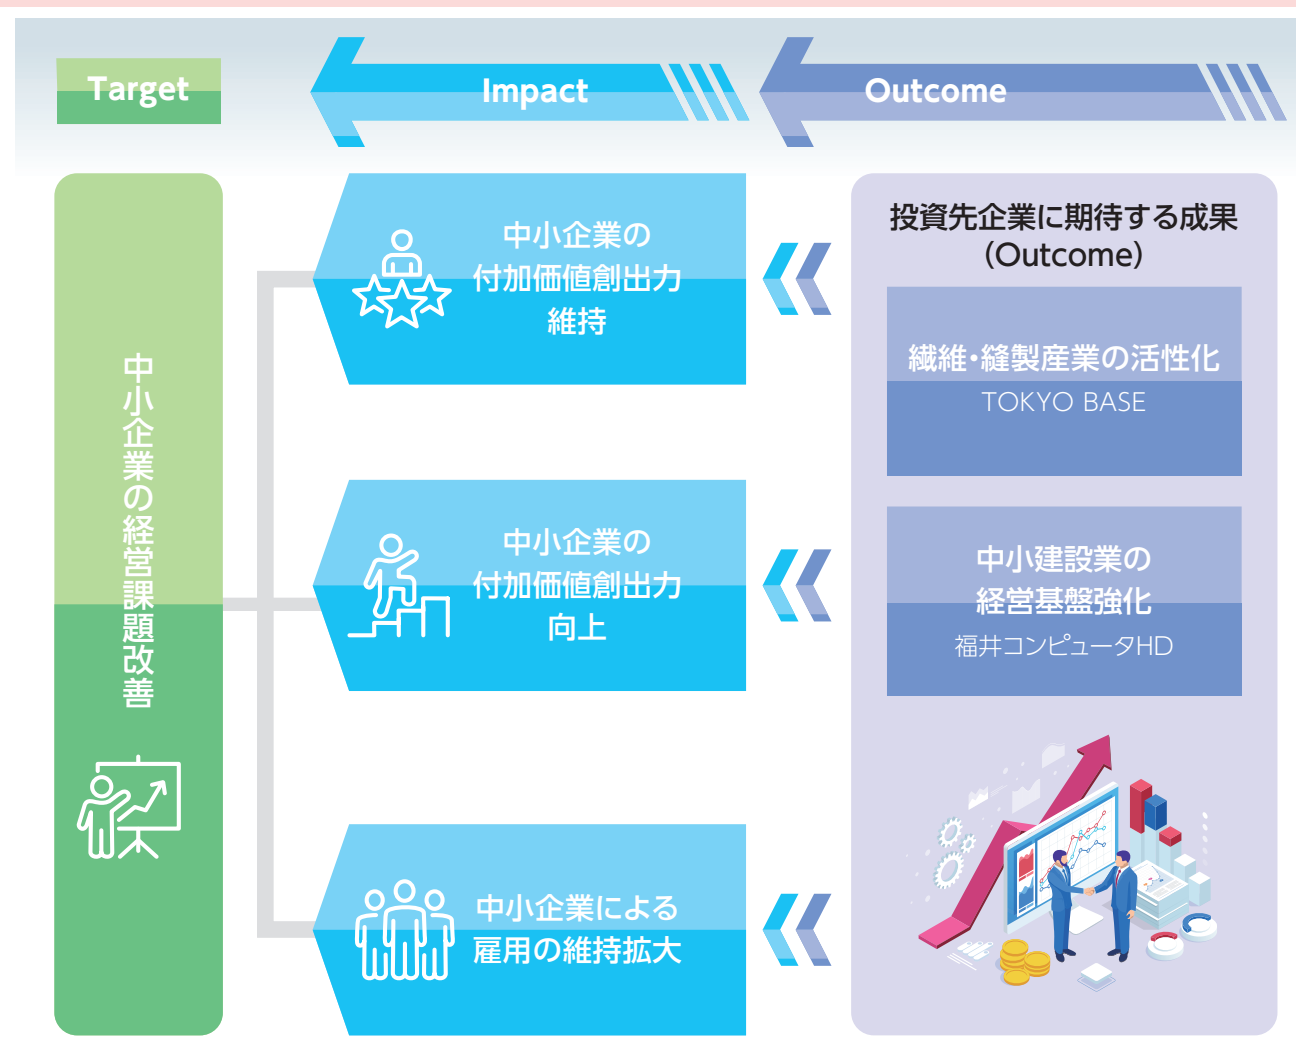 Target
Impact
Outcome
中小企業の経営課題改善
中小企業の
付加価値創出力
維持
中小企業の
付加価値創出力
向上
中小企業による
雇用の維持拡大
投資先企業に期待する成果
(Outcome)
繊維・縫製産業の活性化
TOKYO BASE
中小建設業の
経営基盤強化
福井コンピュータHD